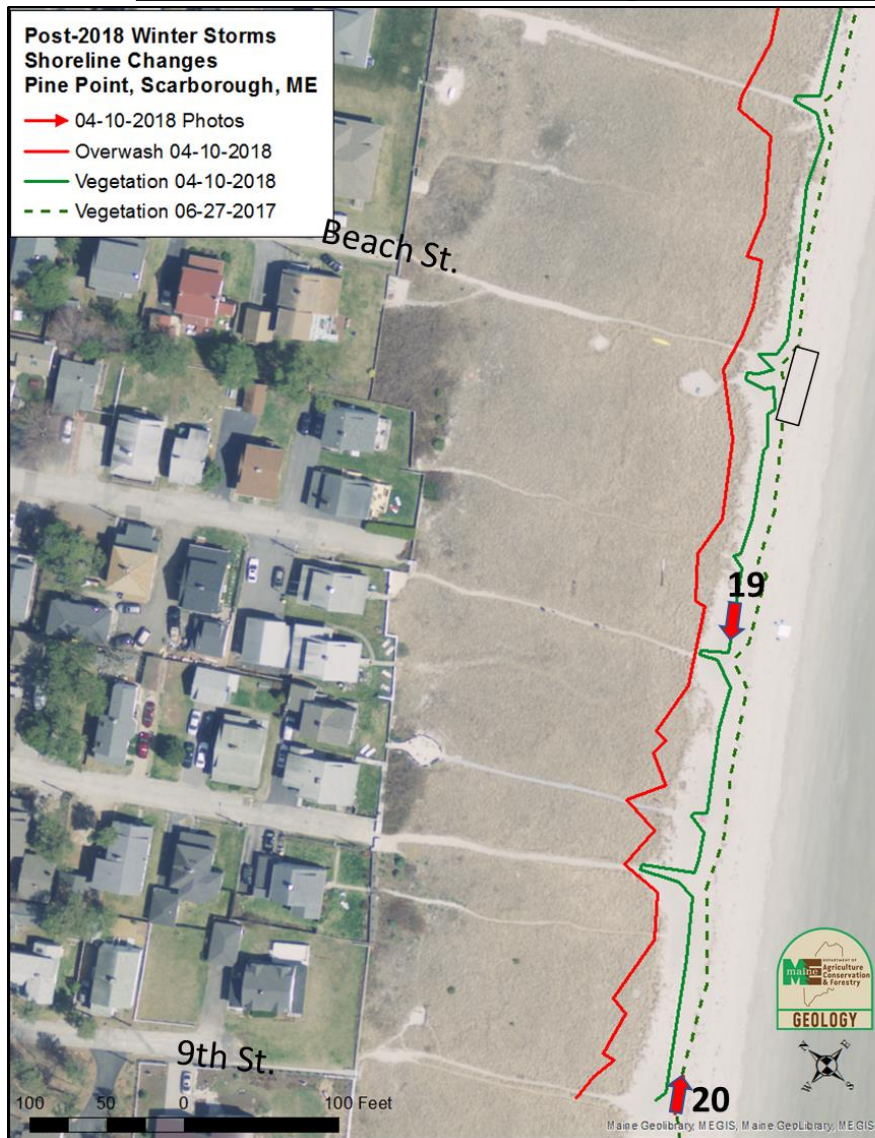 Post-2018 Winter Storms
Shoreline Changes
Pine Point, Scarborough, ME
04-10-2018 Photos
Overwash 04-10-2018
Vegetation 04-10-2018
Vegetation 06-27-2017
Beach St.
19
9th St.
20
100 50 0 100 Feet
maine
DEPARTMENT OF
Agriculture
Conservation
& Forestry
GEOLOGY
N E
W S
Maine Geolibrary, MEGIS, Maine GeoLibrary, MEGIS